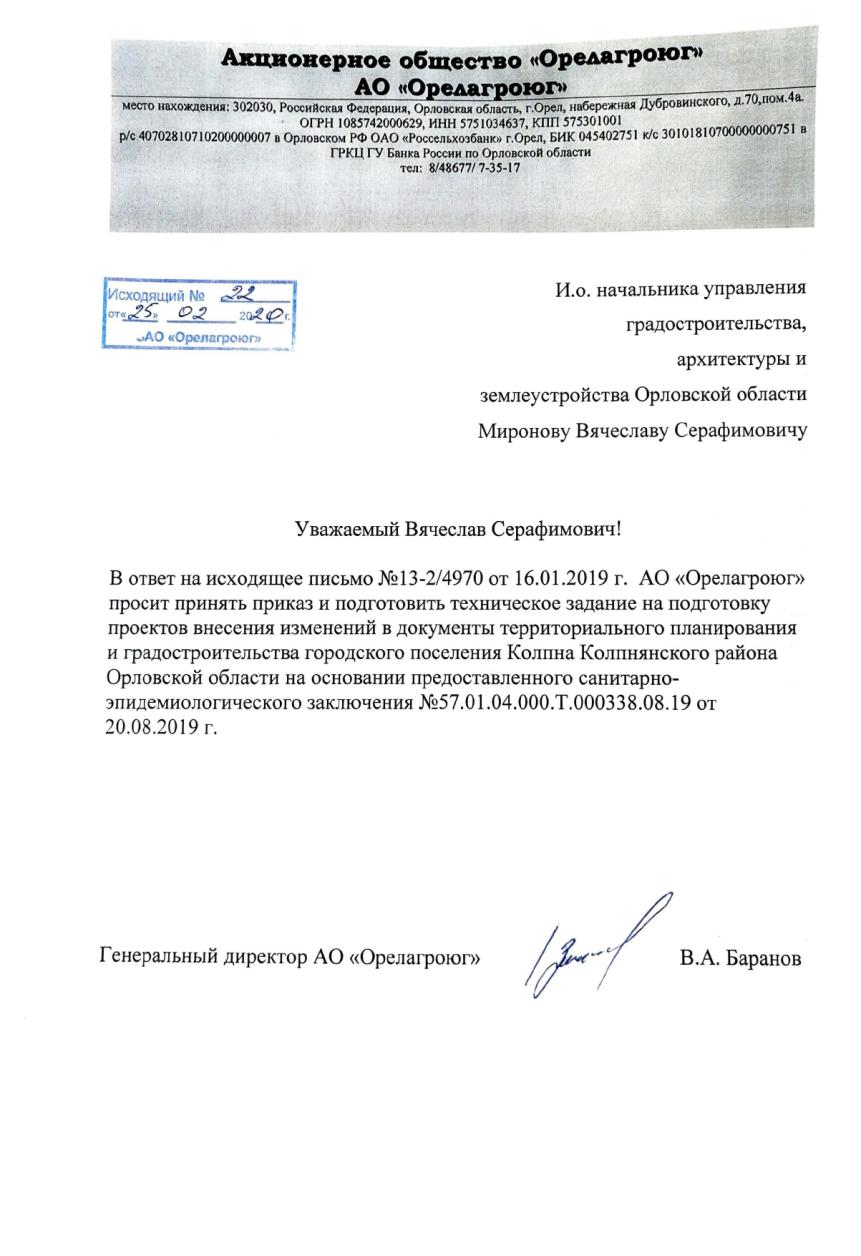 Акционерное общество «Орелагроюг»
АО «Орелагроюг»
место нахождения: 302030, Российская Федерация, Орловская область, г.Орел, набережная Дубровинского, д.70,пом.4а.
ОГРН 1085742000629, ИНН 5751034637, КПП 575301001
р/с 40702810710200000007 в Орловском РФ ОАО «Россельхозбанк» г.Орел, БИК 045402751 к/с 30101810700000000751 в
ГРКЦ ГУ Банка России по Орловской области
тел: 8/48677/ 7-35-17
Исходящий № 22
от«25» 02 2020 г.
АО «Орелагроюг»
И.о. начальника управления
градостроительства,
архитектуры и
землеустройства Орловской области
Миронову Вячеславу Серафимовичу
Уважаемый Вячеслав Серафимович!
В ответ на исходящее письмо №13-2/4970 от 16.01.2019 г. АО «Орелагроюг»
просит принять приказ и подготовить техническое задание на подготовку
проектов внесения изменений в документы территориального планирования
и градостроительства городского поселения Колпна Колпнянского района
Орловской области на основании предоставленного санитарно-
эпидемиологического заключения №57.01.04.000.Т.000338.08.19 от
20.08.2019 г.
Генеральный директор АО «Орелагроюг»
В.А. Баранов